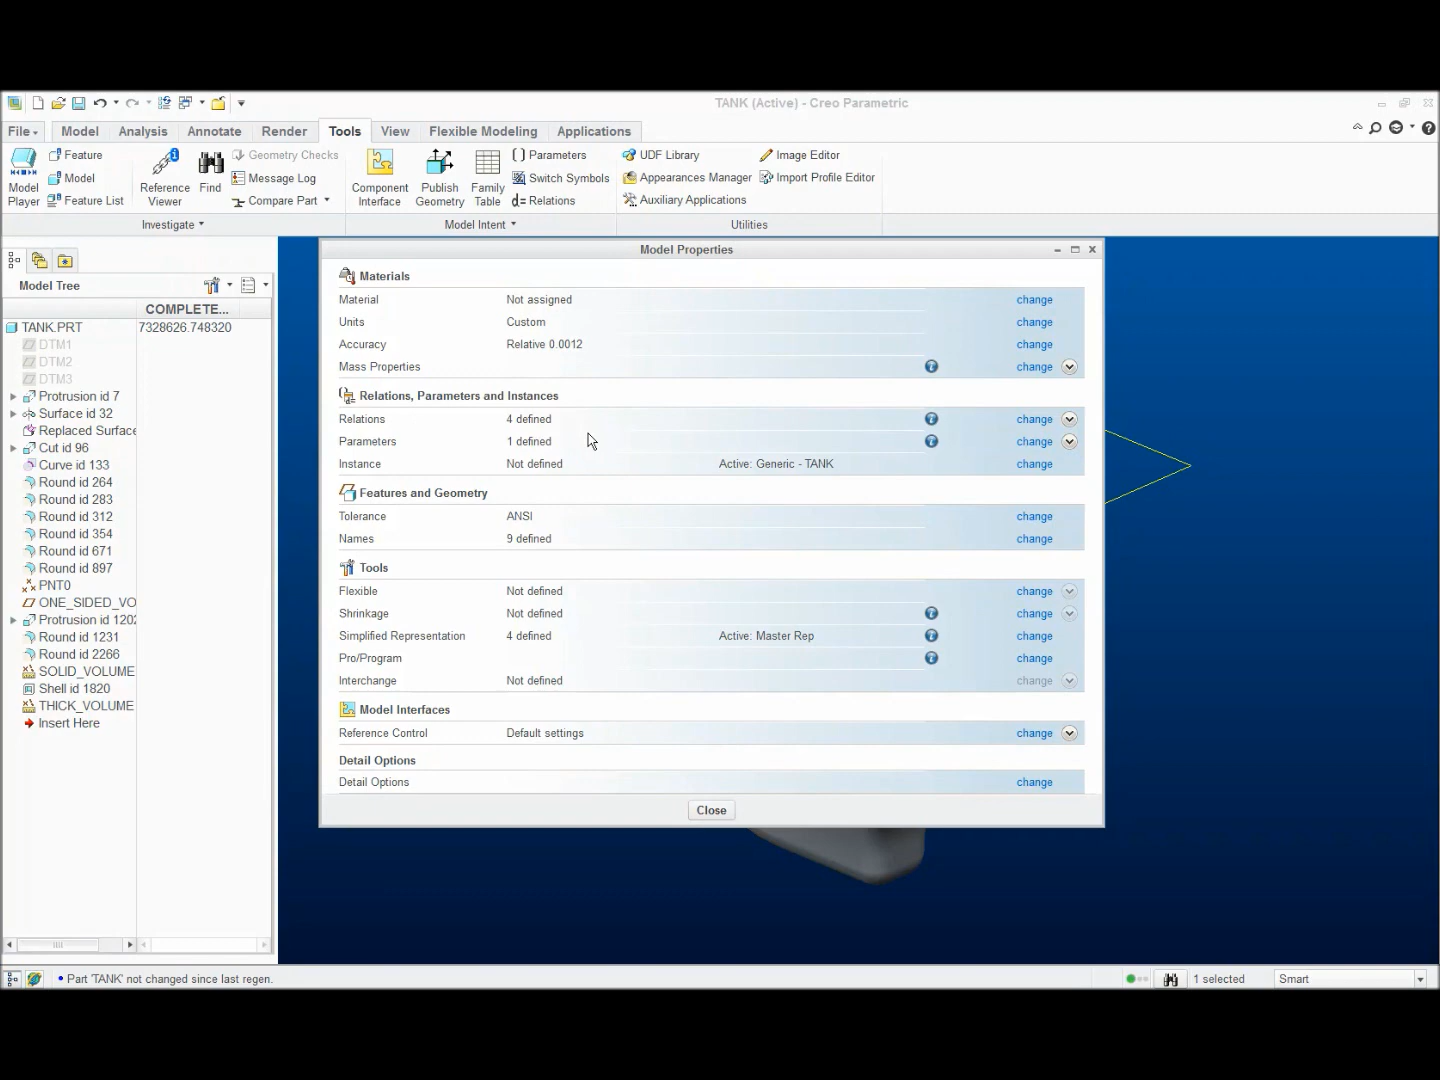 TANK (Active) - Creo Parametric
File Model Analysis Annotate Render Tools View Flexible Modeling Applications
Model Player
Feature
Model
Feature List
Reference Viewer
Find
Geometry Checks
Message Log
Compare Part
Investigate
Component Interface
Publish Geometry
Family Table
Parameters
Switch Symbols
d= Relations
Model Intent
UDF Library
Appearances Manager
Auxiliary Applications
Image Editor
Import Profile Editor
Utilities
Model Tree
COMPLETE...
TANK.PRT 7328626.748320
DTM1
DTM2
DTM3
Protrusion id 7
Surface id 32
Replaced Surface
Cut id 96
Curve id 133
Round id 264
Round id 283
Round id 312
Round id 354
Round id 671
Round id 897
PNT0
ONE_SIDED_VO
Protrusion id 1202
Round id 1231
Round id 2266
SOLID_VOLUME
Shell id 1820
THICK_VOLUME
Insert Here
Model Properties
Materials
Material Not assigned change
Units Custom change
Accuracy Relative 0.0012 change
Mass Properties change
Relations, Parameters and Instances
Relations 4 defined change
Parameters 1 defined change
Instance Not defined Active: Generic - TANK change
Features and Geometry
Tolerance ANSI change
Names 9 defined change
Tools
Flexible Not defined change
Shrinkage Not defined change
Simplified Representation 4 defined Active: Master Rep change
Pro/Program change
Interchange Not defined change
Model Interfaces
Reference Control Default settings change
Detail Options
Detail Options change
Close
Part 'TANK' not changed since last regen.
1 selected
Smart